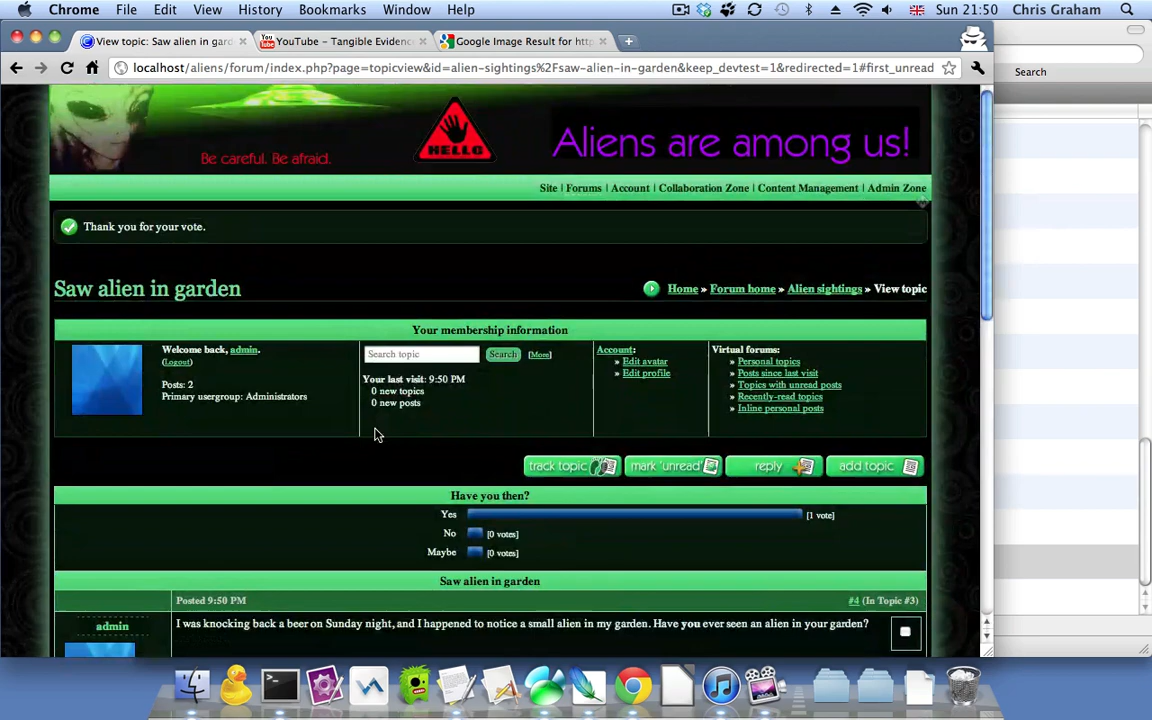 Chrome File Edit View History Bookmarks Window Help Sun 21:50 Chris Graham
View topic: Saw alien in gard YouTube – Tangible Evidenc Google Image Result for http
localhost/aliens/forum/index.php?page=topicview&id=alien-sightings%2Fsaw-alien-in-garden&keep_devtest=1&redirected=1#first_unread
Search
HELLO
Be careful. Be afraid.
Aliens are among us!
Site | Forums | Account | Collaboration Zone | Content Management | Admin Zone
Thank you for your vote.
Saw alien in garden
Home » Forum home » Alien sightings » View topic
Your membership information
Welcome back, admin.
(Logout)
Posts: 2
Primary usergroup: Administrators
Search topic Search [More]
Your last visit: 9:50 PM
0 new topics
0 new posts
Account:
» Edit avatar
» Edit profile
Virtual forums:
» Personal topics
» Posts since last visit
» Topics with unread posts
» Recently-read topics
» Inline personal posts
track topic mark 'unread' reply add topic
Have you then?
Yes [1 vote]
No [0 votes]
Maybe [0 votes]
Saw alien in garden
Posted 9:50 PM #4 (In Topic #3)
admin
I was knocking back a beer on Sunday night, and I happened to notice a small alien in my garden. Have you ever seen an alien in your garden?